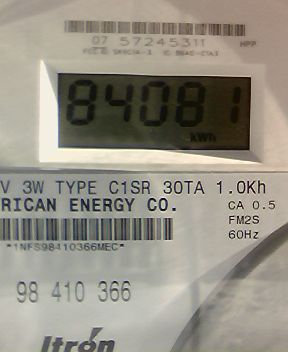 07 57245311 HPP
84081
kWh
V 3W TYPE C1SR 30TA 1.0Kh
RICAN ENERGY CO.
CA 0.5
FM2S
60Hz
*1NFS98410366MEC*
98 410 366
Itron